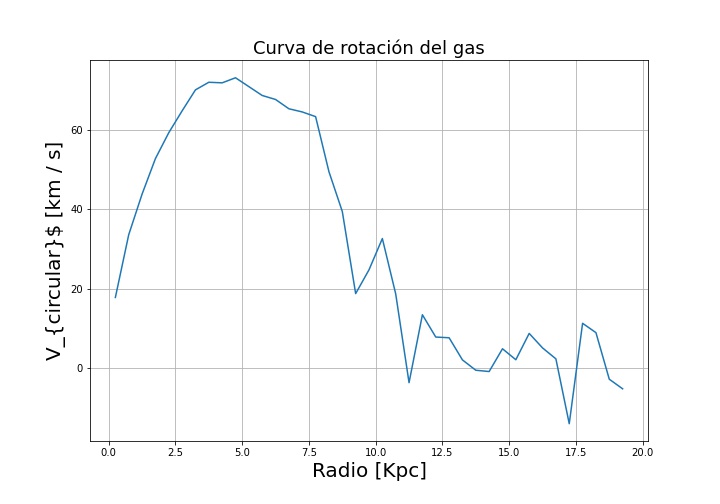 Curva de rotación del gas
V_{circular}$ [km / s]
60
40
20
0
0.0 2.5 5.0 7.5 10.0 12.5 15.0 17.5 20.0
Radio [Kpc]